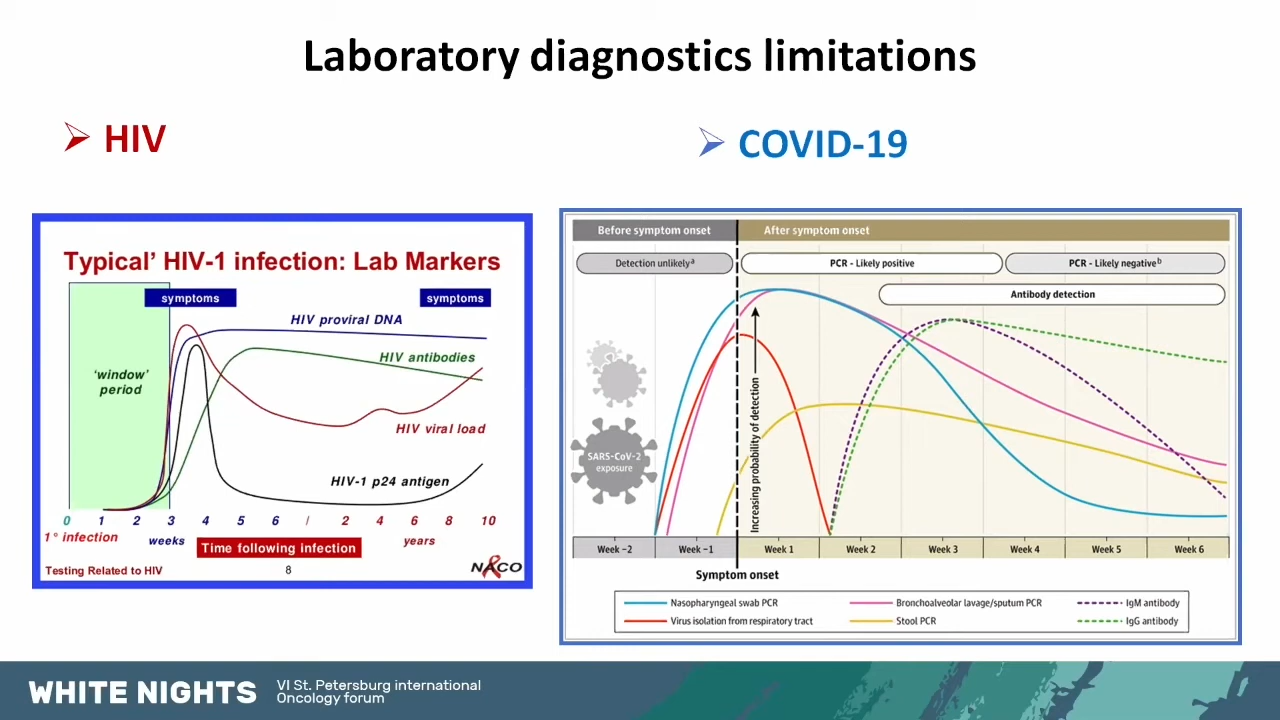 Laboratory diagnostics limitations
HIV
COVID-19
Typical’ HIV-1 infection: Lab Markers
symptoms
symptoms
HIV proviral DNA
HIV antibodies
‘window’
period
HIV viral load
HIV-1 p24 antigen
0 1 2 3 4 5 6 / 2 4 6 8 10
1° infection
weeks
Time following infection
years
Testing Related to HIV
8
NACO
Before symptom onset
After symptom onset
Detection unlikelyᵃ
PCR - Likely positive
PCR - Likely negativeᵇ
Antibody detection
SARS-CoV-2
exposure
Increasing probability of detection
Week −2
Week −1
Week 1
Week 2
Week 3
Week 4
Week 5
Week 6
Symptom onset
Nasopharyngeal swab PCR
Bronchoalveolar lavage/sputum PCR
IgM antibody
Virus isolation from respiratory tract
Stool PCR
IgG antibody
WHITE NIGHTS
VI St. Petersburg international
Oncology forum